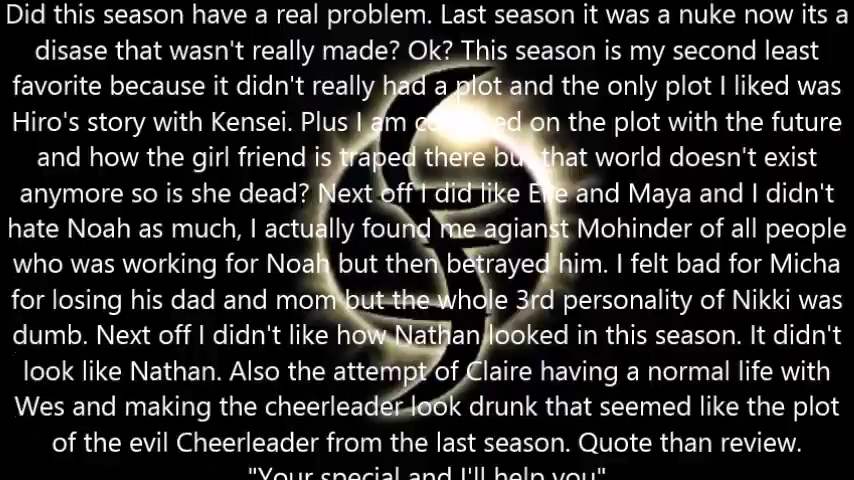 Did this season have a real problem. Last season it was a nuke now its a
disase that wasn't really made? Ok? This season is my second least
favorite because it didn't really had a plot and the only plot I liked was
Hiro's story with Kensei. Plus I am on the plot with the future
and how the girl friend is traped there but that world doesn't exist
anymore so is she dead? Next off I did like Elle and Maya and I didn't
hate Noah as much, I actually found me agianst Mohinder of all people
who was working for Noah but then betrayed him. I felt bad for Micha
for losing his dad and mom but the whole 3rd personality of Nikki was
dumb. Next off I didn't like how Nathan looked in this season. It didn't
look like Nathan. Also the attempt of Claire having a normal life with
Wes and making the cheerleader look drunk that seemed like the plot
of the evil Cheerleader from the last season. Quote than review.
"Your special and I'll help you"